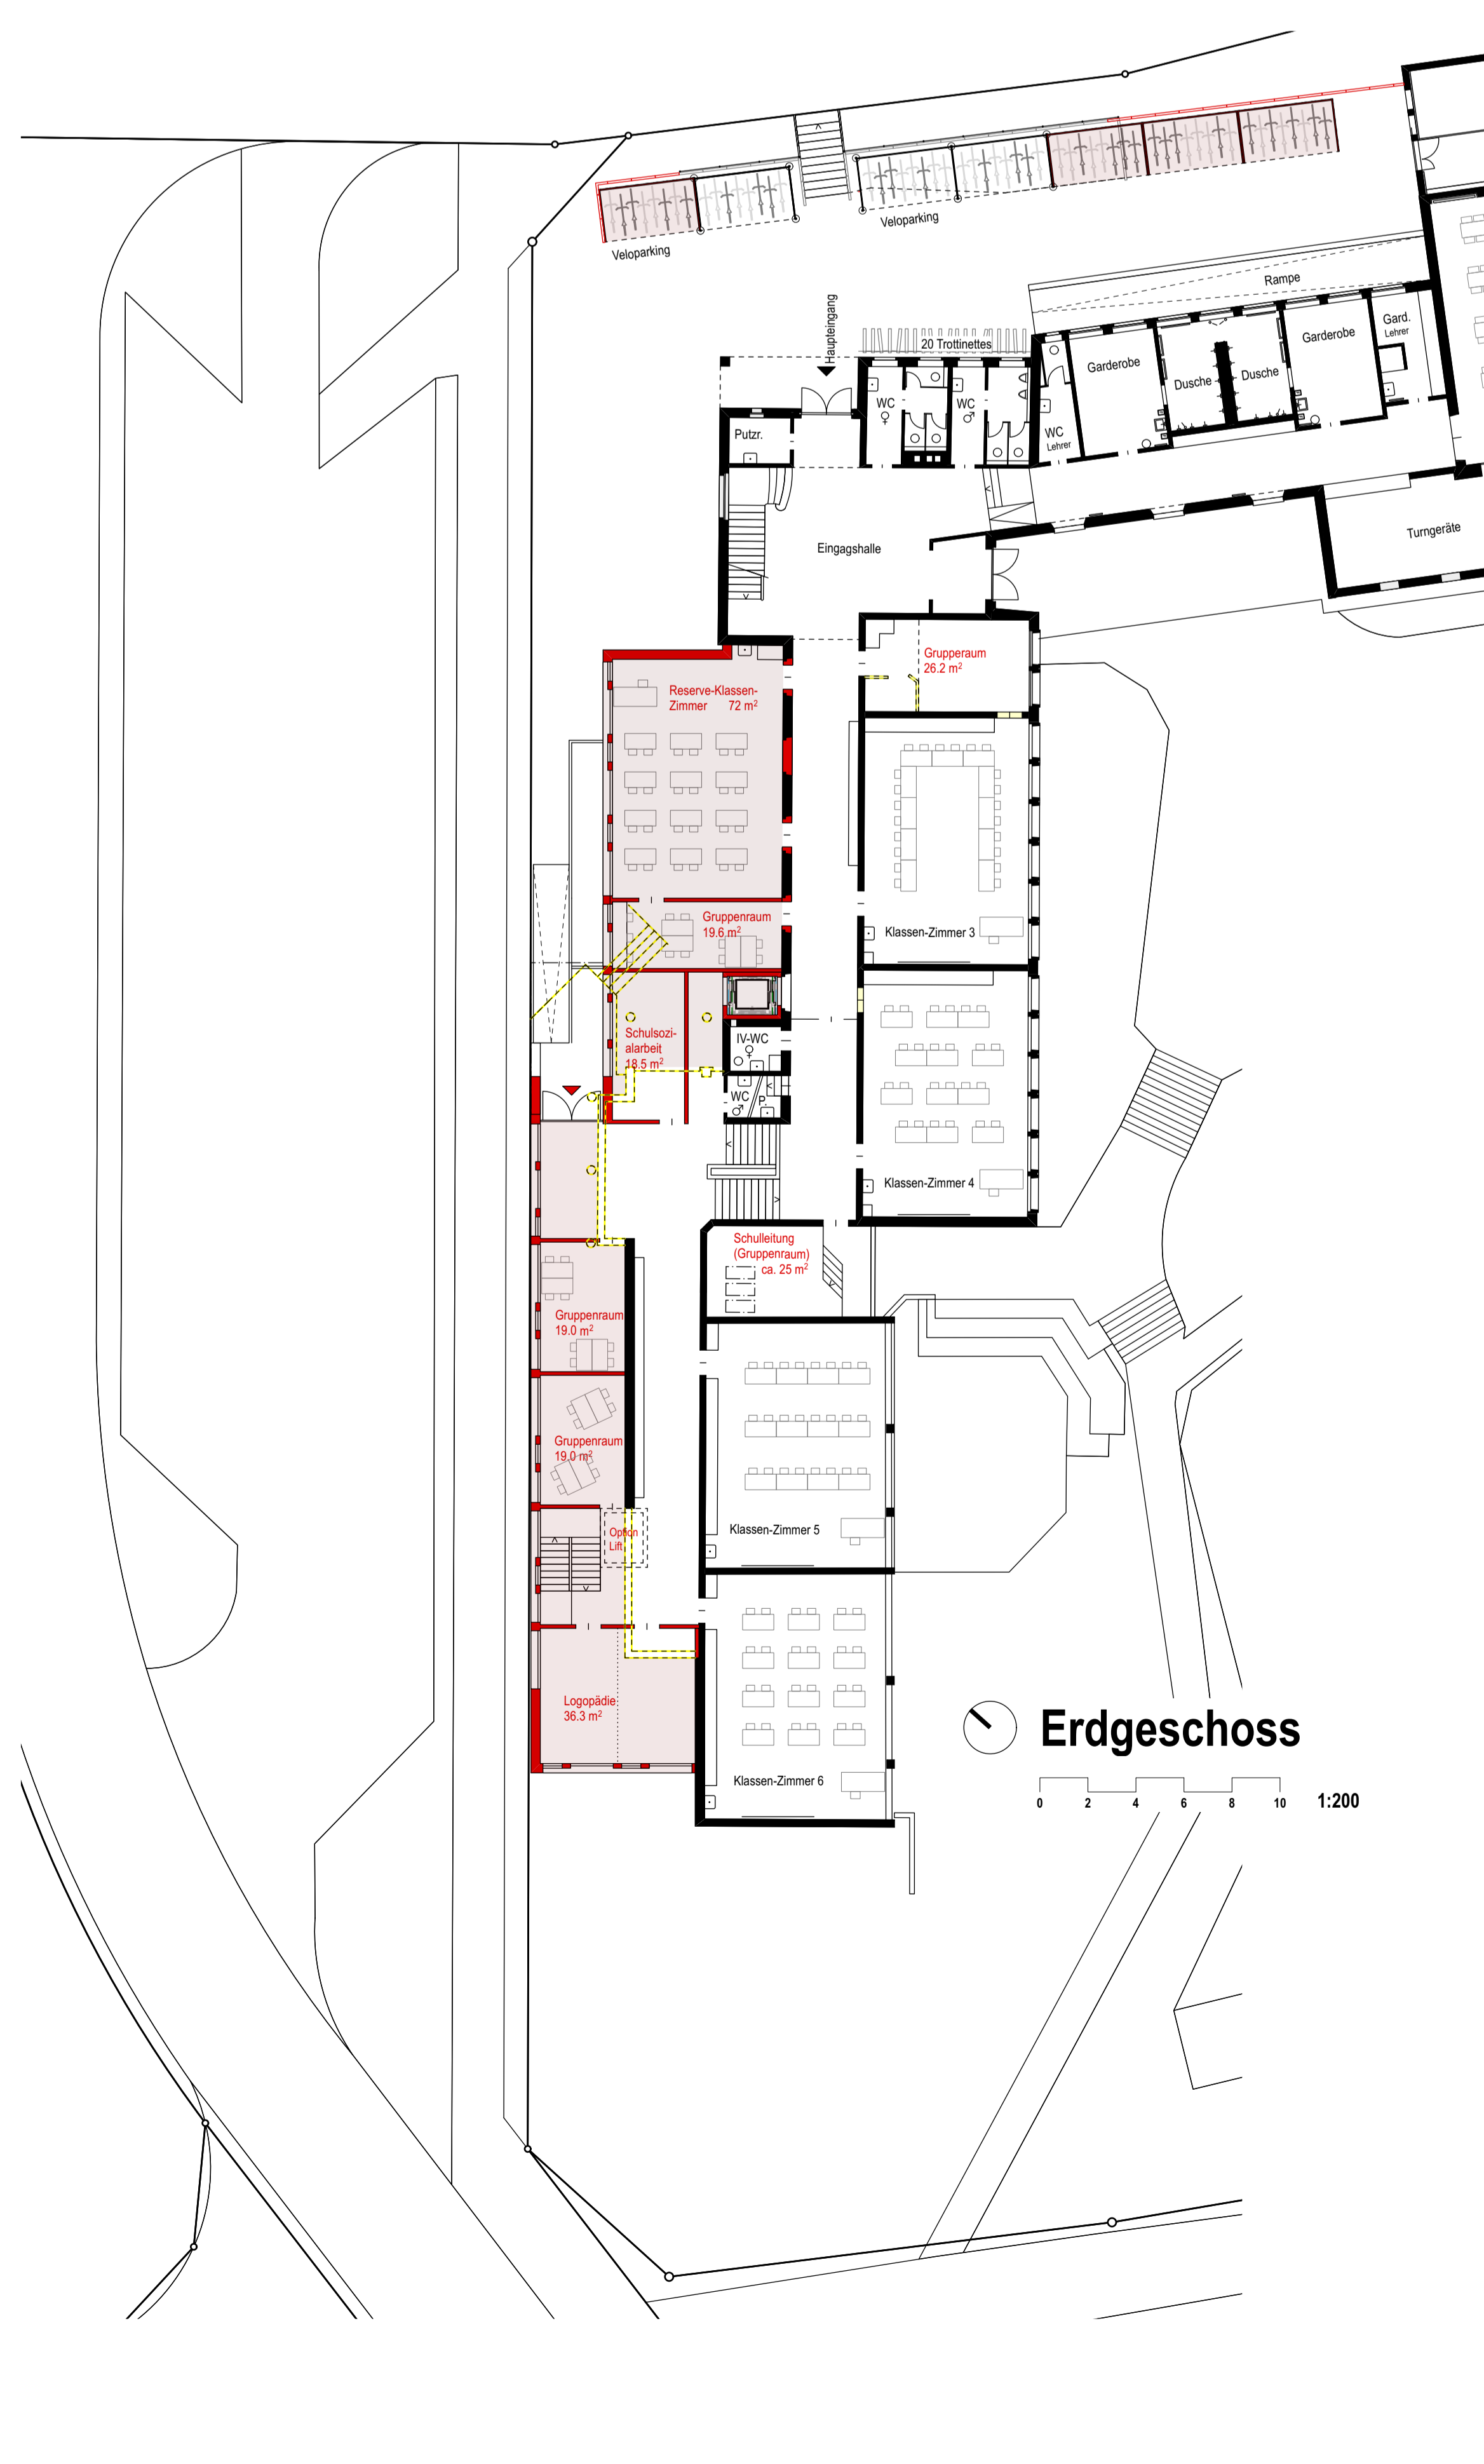 Veloparking
Veloparking
Haupteingang
20 Trottinettes
Rampe
Garderobe
Dusche
Dusche
Garderobe
Gard.
Lehrer
WC
WC
WC
Lehrer
Putzr.
Eingagshalle
Turngeräte
Grupperaum
26.2 m²
Reserve-Klassen-
Zimmer 72 m²
Gruppenraum
19.6 m²
Klassen-Zimmer 3
Schulsozi-
alarbeit
18.5 m²
IV-WC
WC
P.
Klassen-Zimmer 4
Schulleitung
(Gruppenraum)
ca. 25 m²
Gruppenraum
19.0 m²
Gruppenraum
19.0 m²
Option
Lift
Klassen-Zimmer 5
Logopädie
36.3 m²
Klassen-Zimmer 6
Erdgeschoss
0 2 4 6 8 10 1:200